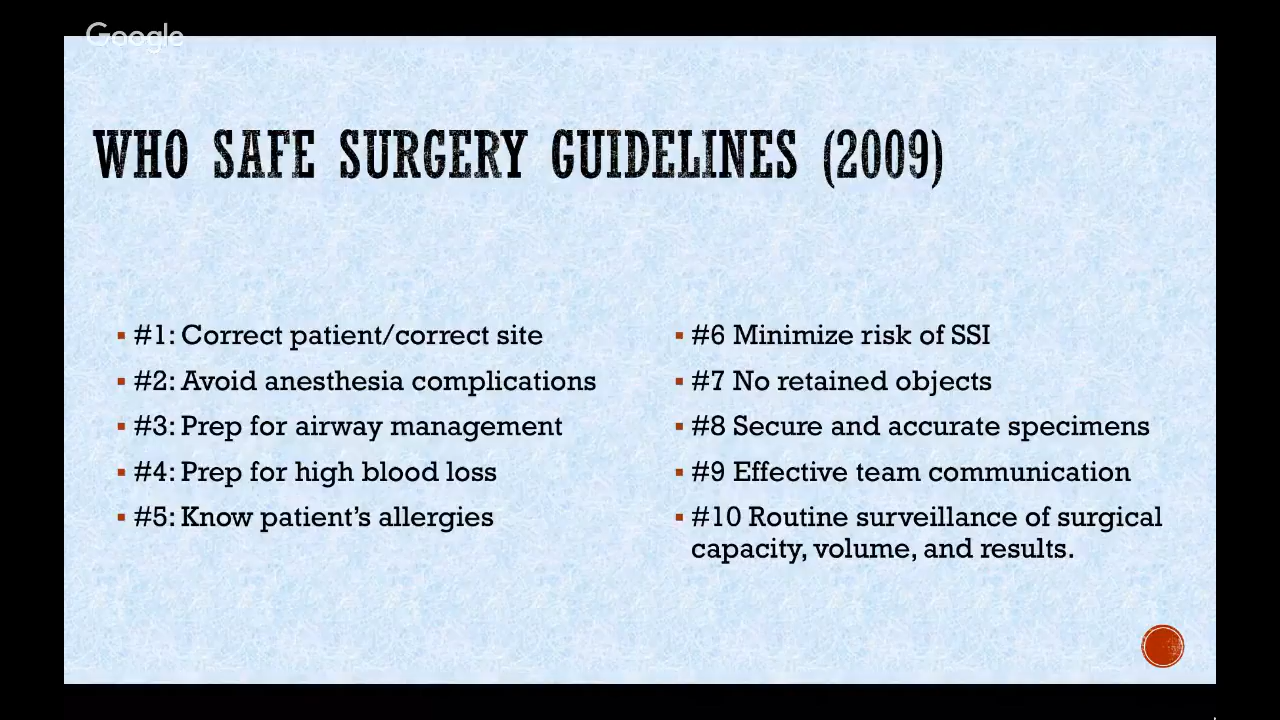 Google
WHO SAFE SURGERY GUIDELINES (2009)
#1: Correct patient/correct site
#2: Avoid anesthesia complications
#3: Prep for airway management
#4: Prep for high blood loss
#5: Know patient’s allergies
#6 Minimize risk of SSI
#7 No retained objects
#8 Secure and accurate specimens
#9 Effective team communication
#10 Routine surveillance of surgical
capacity, volume, and results.